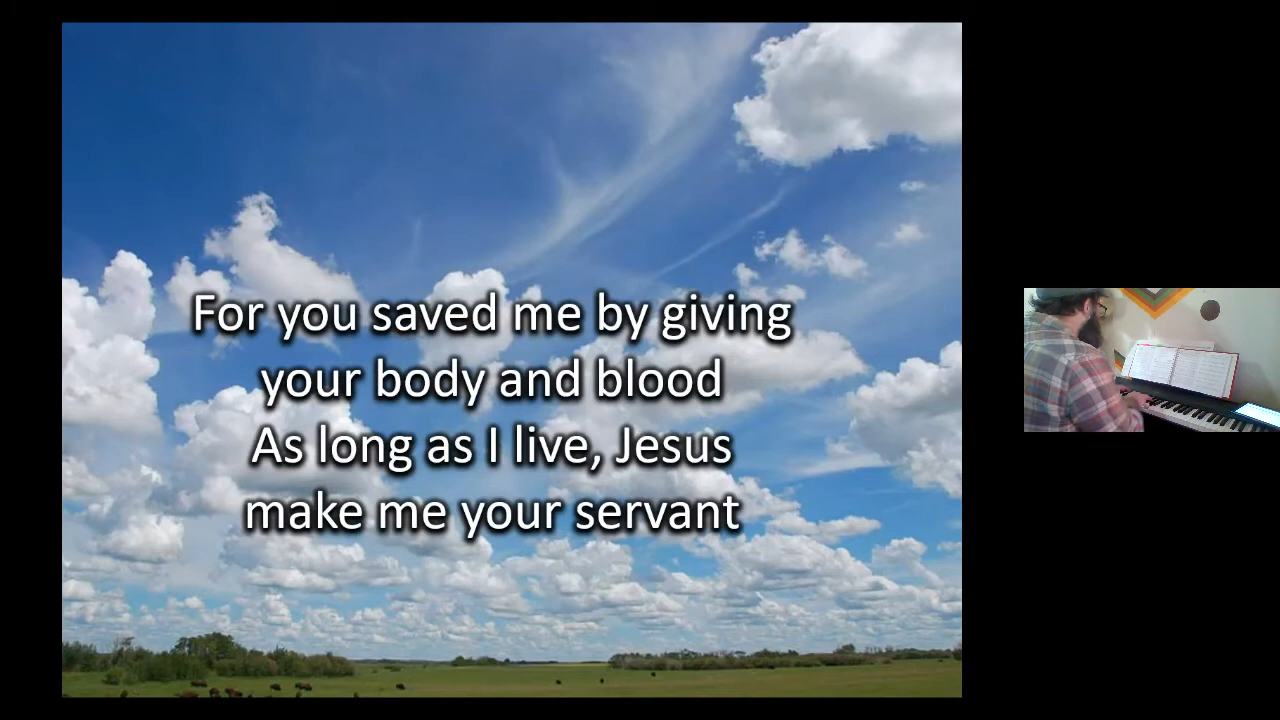 For you saved me by giving
your body and blood
As long as I live, Jesus
make me your servant